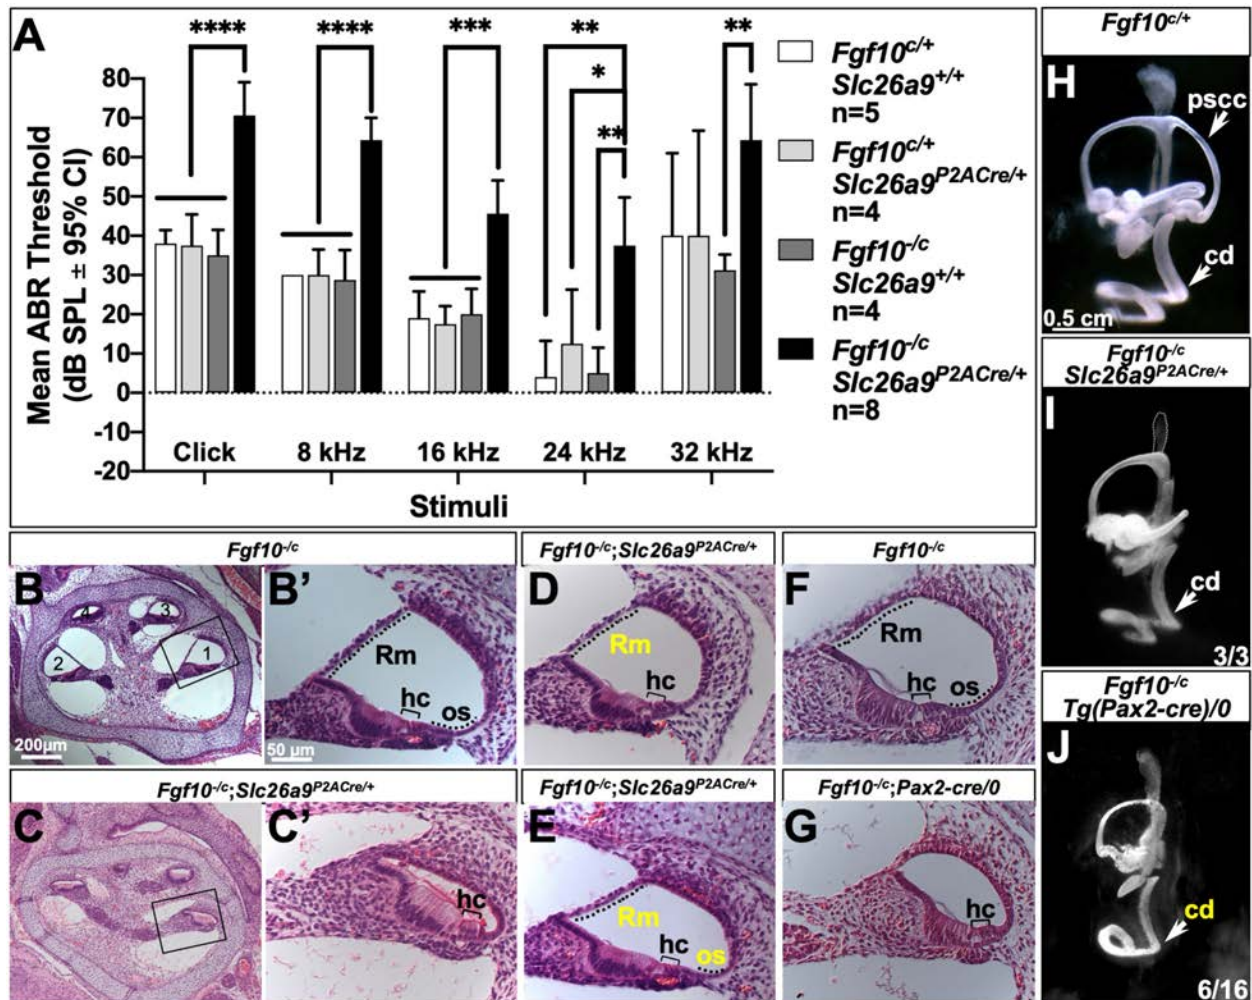 A
****
****
***
**
*
**
**
80
70
60
50
40
30
20
10
0
-10
-20
Mean ABR Threshold
(dB SPL ± 95% CI)
Click
8 kHz
16 kHz
24 kHz
32 kHz
Stimuli
Fgf10c/+
Slc26a9+/+
n=5
Fgf10c/+
Slc26a9P2ACre/+
n=4
Fgf10-/c
Slc26a9+/+
n=4
Fgf10-/c
Slc26a9P2ACre/+
n=8
Fgf10-/c
B
4
3
2
1
200µm
B'
Rm
hc
os
50 µm
Fgf10-/c;Slc26a9P2ACre/+
D
Rm
hc
Fgf10-/c
F
Rm
hc
os
Fgf10-/c;Slc26a9P2ACre/+
C
C'
hc
Fgf10-/c;Slc26a9P2ACre/+
E
Rm
hc
os
Fgf10-/c;Pax2-cre/0
G
hc
Fgf10c/+
H
pscc
cd
0.5 cm
Fgf10-/c
Slc26a9P2ACre/+
I
cd
3/3
Fgf10-/c
Tg(Pax2-cre)/0
J
cd
6/16